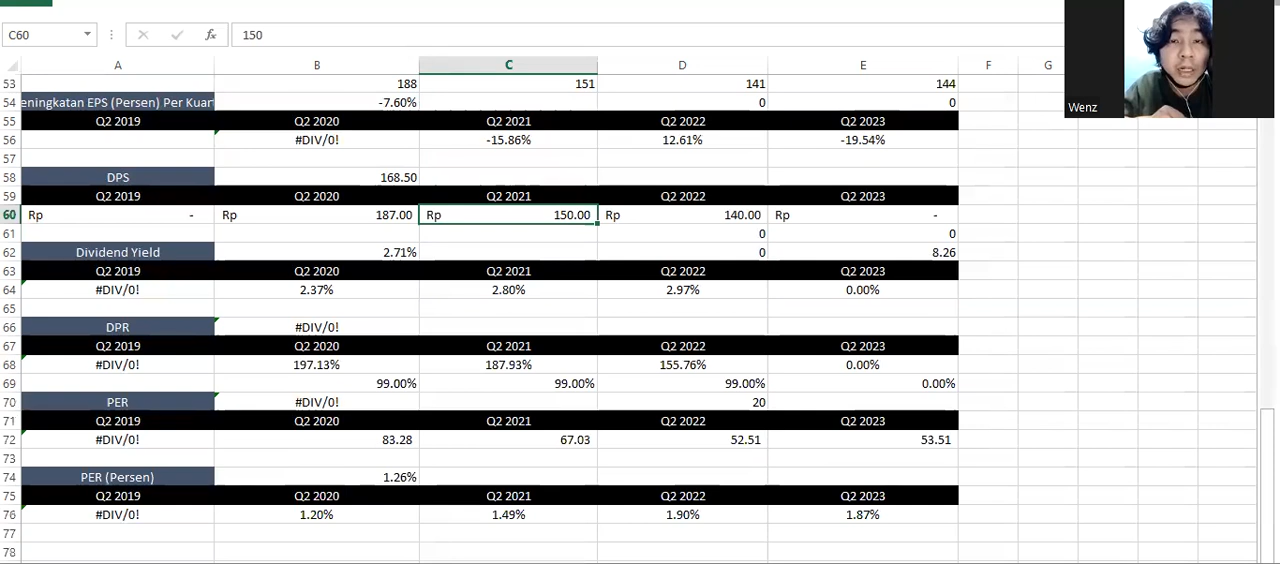 C60 fx 150
A B C D E F G
53 188 151 141 144
54 eningkatan EPS (Persen) Per Kuart -7.60% 0 0
55 Q2 2019 Q2 2020 Q2 2021 Q2 2022 Q2 2023
56 #DIV/0! -15.86% 12.61% -19.54%
57
58 DPS 168.50
59 Q2 2019 Q2 2020 Q2 2021 Q2 2022 Q2 2023
60 Rp - Rp 187.00 Rp 150.00 Rp 140.00 Rp -
61 0 0
62 Dividend Yield 2.71% 0 8.26
63 Q2 2019 Q2 2020 Q2 2021 Q2 2022 Q2 2023
64 #DIV/0! 2.37% 2.80% 2.97% 0.00%
65
66 DPR #DIV/0!
67 Q2 2019 Q2 2020 Q2 2021 Q2 2022 Q2 2023
68 #DIV/0! 197.13% 187.93% 155.76% 0.00%
69 99.00% 99.00% 99.00% 0.00%
70 PER #DIV/0! 20
71 Q2 2019 Q2 2020 Q2 2021 Q2 2022 Q2 2023
72 #DIV/0! 83.28 67.03 52.51 53.51
73
74 PER (Persen) 1.26%
75 Q2 2019 Q2 2020 Q2 2021 Q2 2022 Q2 2023
76 #DIV/0! 1.20% 1.49% 1.90% 1.87%
77
78
Wenz